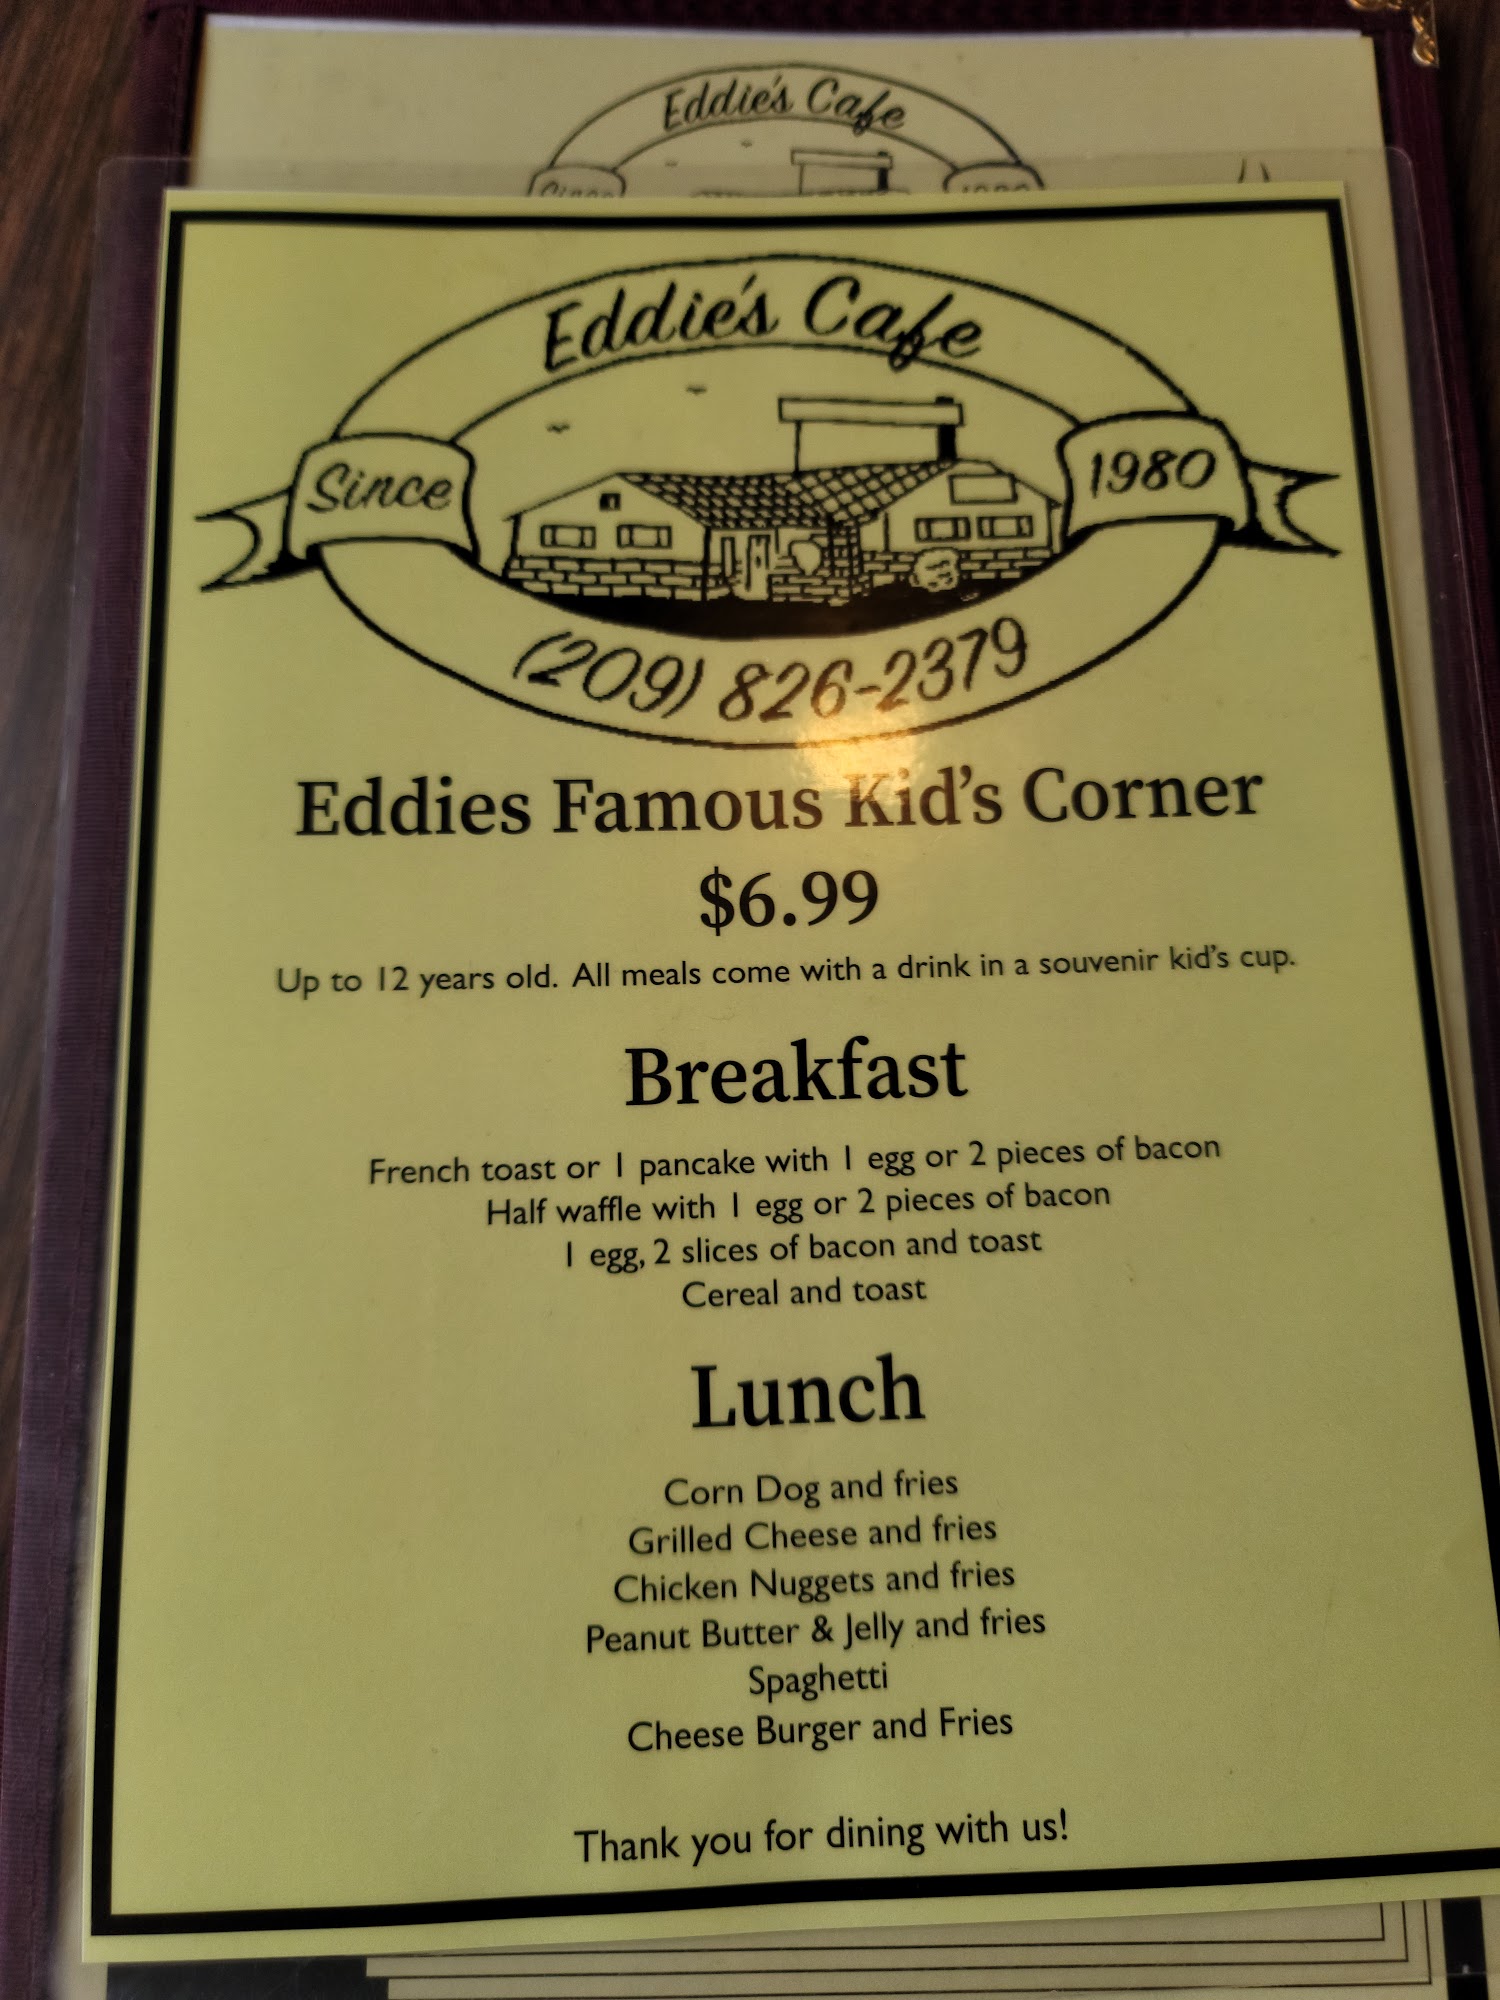 Eddie's Cafe
Since
Eddie's Cafe
Since 1980
(209) 826-2379
Eddies Famous Kid's Corner
$6.99
Up to 12 years old. All meals come with a drink in a souvenir kid's cup.
Breakfast
French toast or 1 pancake with 1 egg or 2 pieces of bacon
Half waffle with 1 egg or 2 pieces of bacon
1 egg, 2 slices of bacon and toast
Cereal and toast
Lunch
Corn Dog and fries
Grilled Cheese and fries
Chicken Nuggets and fries
Peanut Butter & Jelly and fries
Spaghetti
Cheese Burger and Fries
Thank you for dining with us!